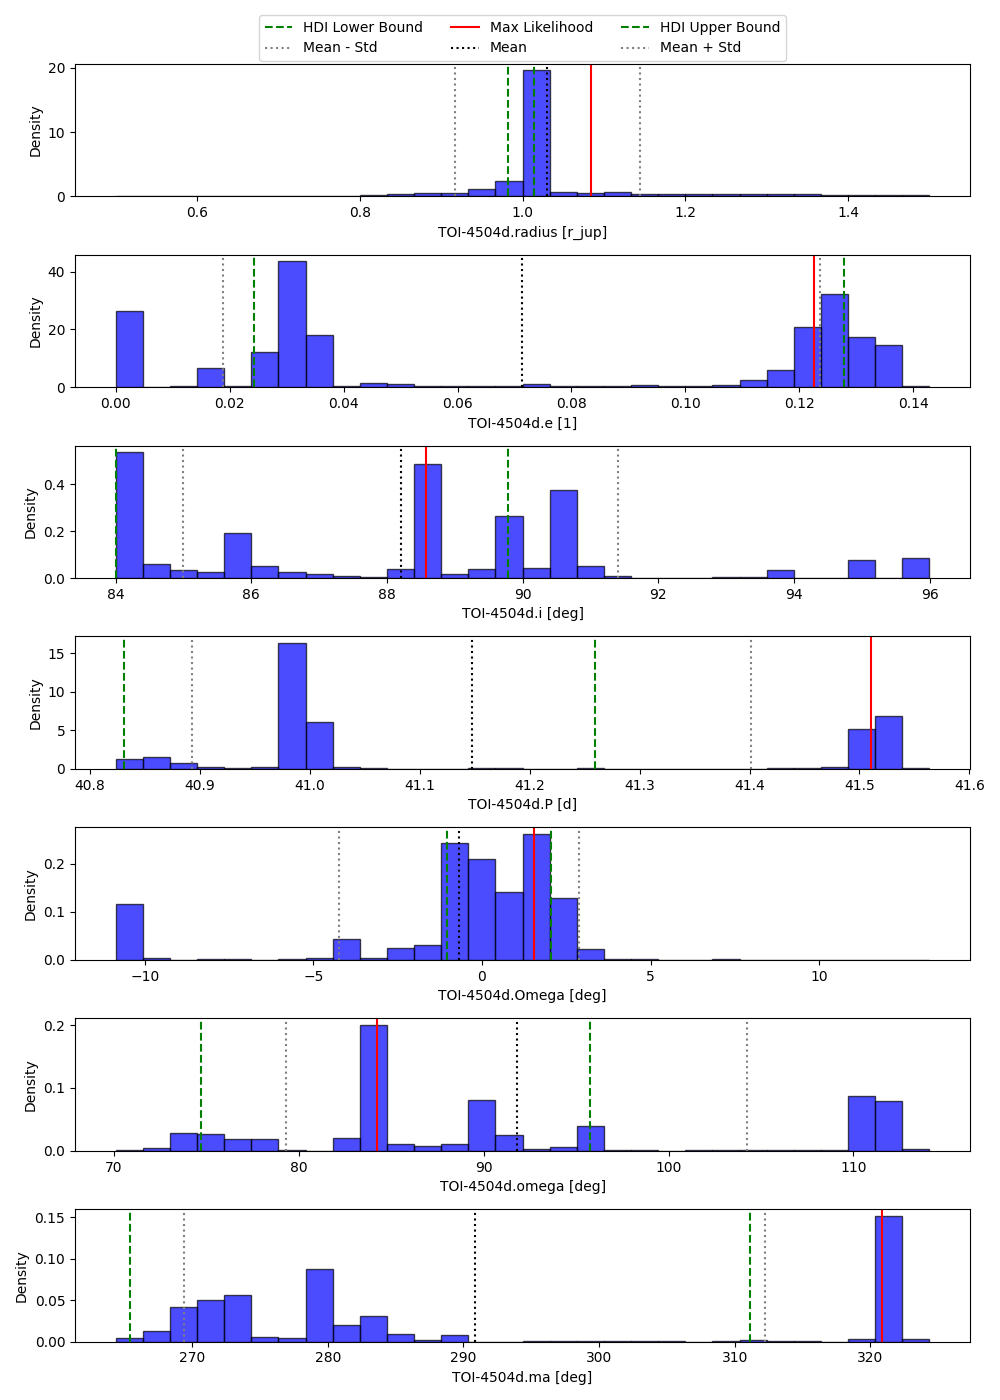 HDI Lower Bound Max Likelihood HDI Upper Bound
Mean - Std Mean Mean + Std
20
10
0
Density
0.6 0.8 1.0 1.2 1.4
TOI-4504d.radius [r_jup]
40
20
0
Density
0.00 0.02 0.04 0.06 0.08 0.10 0.12 0.14
TOI-4504d.e [1]
0.4
0.2
0.0
Density
84 86 88 90 92 94 96
TOI-4504d.i [deg]
15
10
5
0
Density
40.8 40.9 41.0 41.1 41.2 41.3 41.4 41.5 41.6
TOI-4504d.P [d]
0.2
0.1
0.0
Density
−10 −5 0 5 10
TOI-4504d.Omega [deg]
0.2
0.1
0.0
Density
70 80 90 100 110
TOI-4504d.omega [deg]
0.15
0.10
0.05
0.00
Density
270 280 290 300 310 320
TOI-4504d.ma [deg]